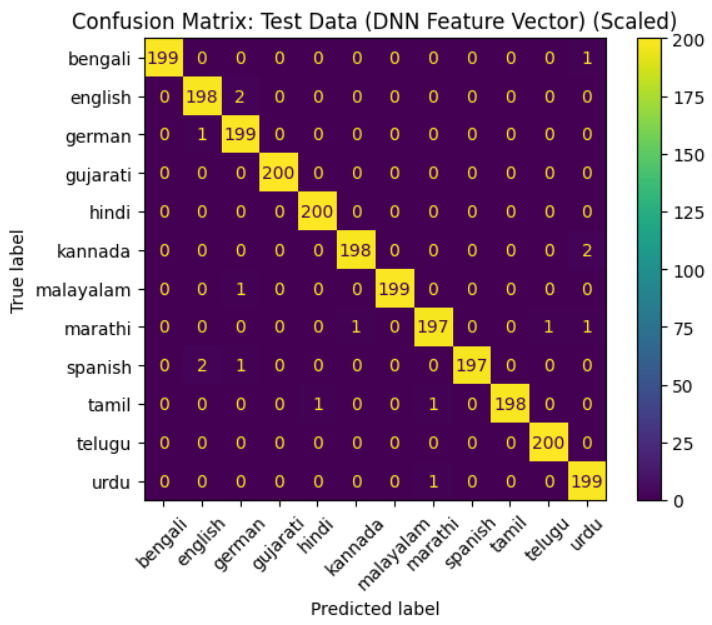 Confusion Matrix: Test Data (DNN Feature Vector) (Scaled)
bengali 199 0 0 0 0 0 0 0 0 0 0 1
english 0 198 2 0 0 0 0 0 0 0 0 0
german 0 1 199 0 0 0 0 0 0 0 0 0
gujarati 0 0 0 200 0 0 0 0 0 0 0 0
hindi 0 0 0 0 200 0 0 0 0 0 0 0
kannada 0 0 0 0 0 198 0 0 0 0 0 2
malayalam 0 0 1 0 0 0 199 0 0 0 0 0
marathi 0 0 0 0 0 1 0 197 0 0 1 1
spanish 0 2 1 0 0 0 0 0 197 0 0 0
tamil 0 0 0 0 1 0 0 1 0 198 0 0
telugu 0 0 0 0 0 0 0 0 0 0 200 0
urdu 0 0 0 0 0 0 0 1 0 0 0 199
bengali english german gujarati hindi kannada malayalam marathi spanish tamil telugu urdu
Predicted label
True label
200
175
150
125
100
75
50
25
0